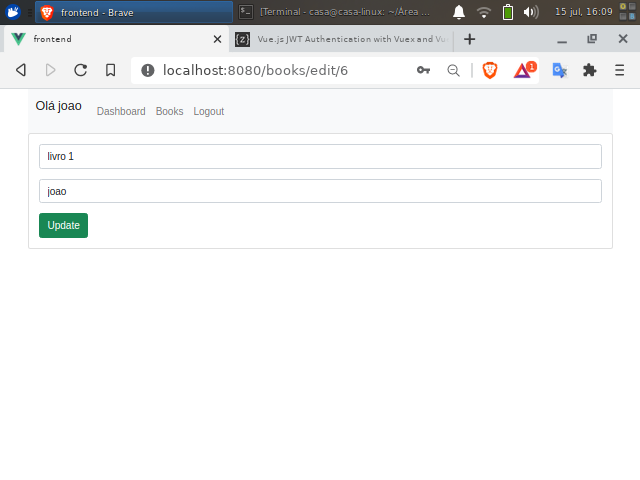 frontend - Brave
[Terminal - casa@casa-linux: ~/Área ...
15 jul, 16:09
frontend
Vue.js JWT Authentication with Vuex and Vu
localhost:8080/books/edit/6
1
Olá joao
Dashboard
Books
Logout
livro 1
joao
Update